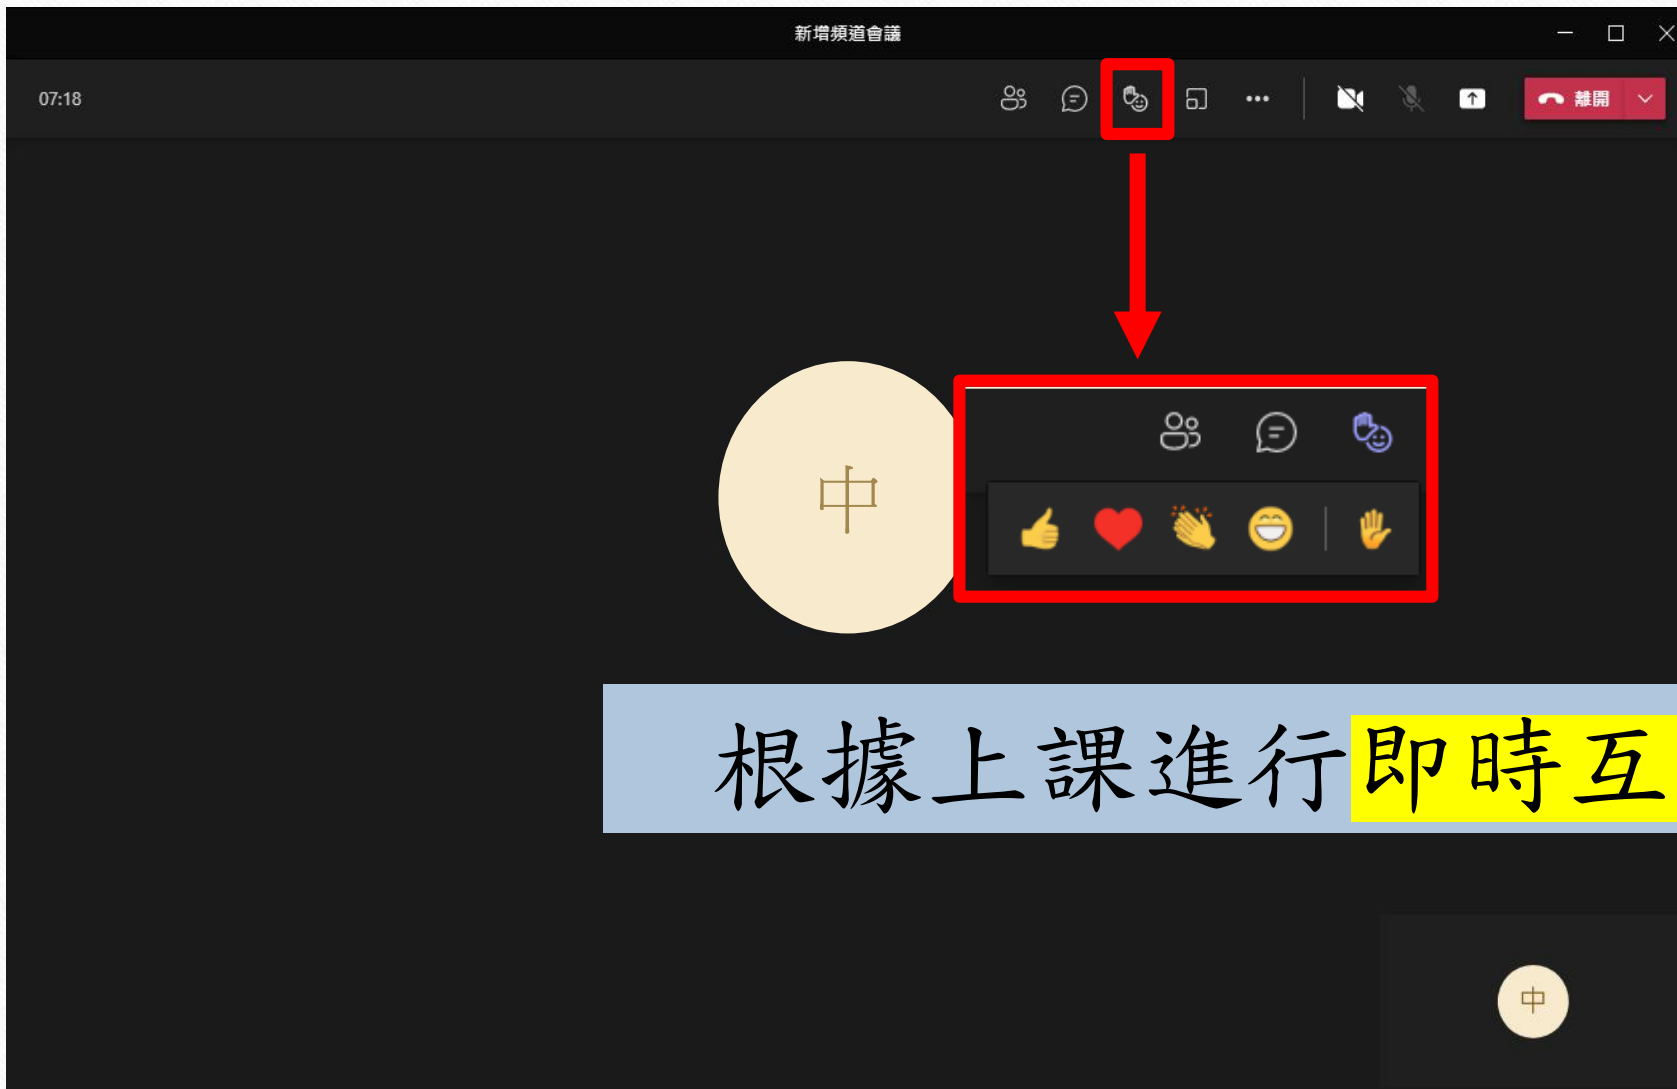 新增頻道會議
07:18
離開
中
根據上課進行即時互
中